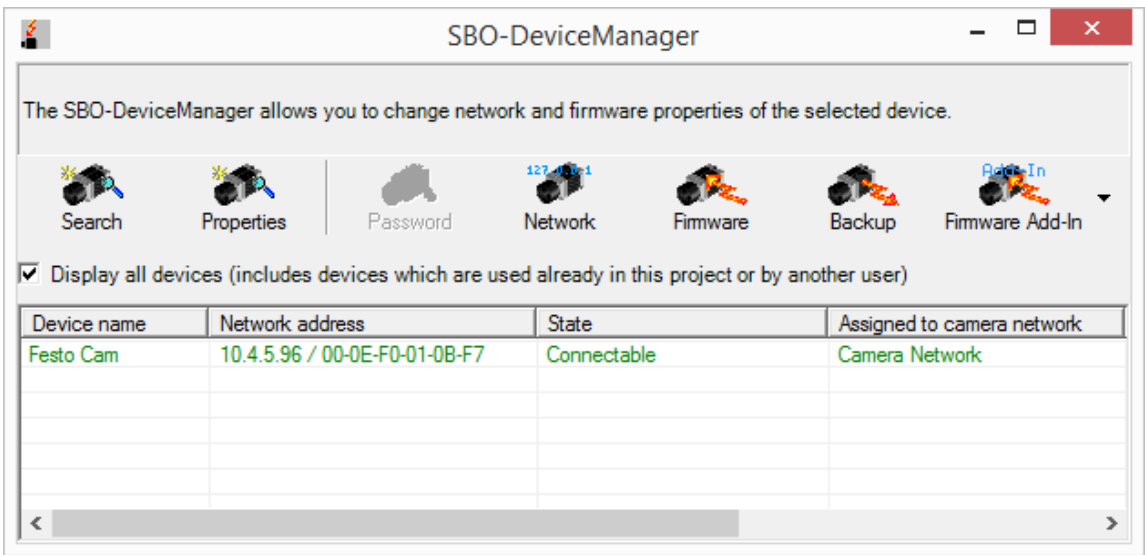 SBO-DeviceManager
The SBO-DeviceManager allows you to change network and firmware properties of the selected device.
127.0.0.1 Add-In
Search Properties Password Network Firmware Backup Firmware Add-In
Display all devices (includes devices which are used already in this project or by another user)
Device name Network address State Assigned to camera network
Festo Cam 10.4.5.96 / 00-0E-F0-01-0B-F7 Connectable Camera Network